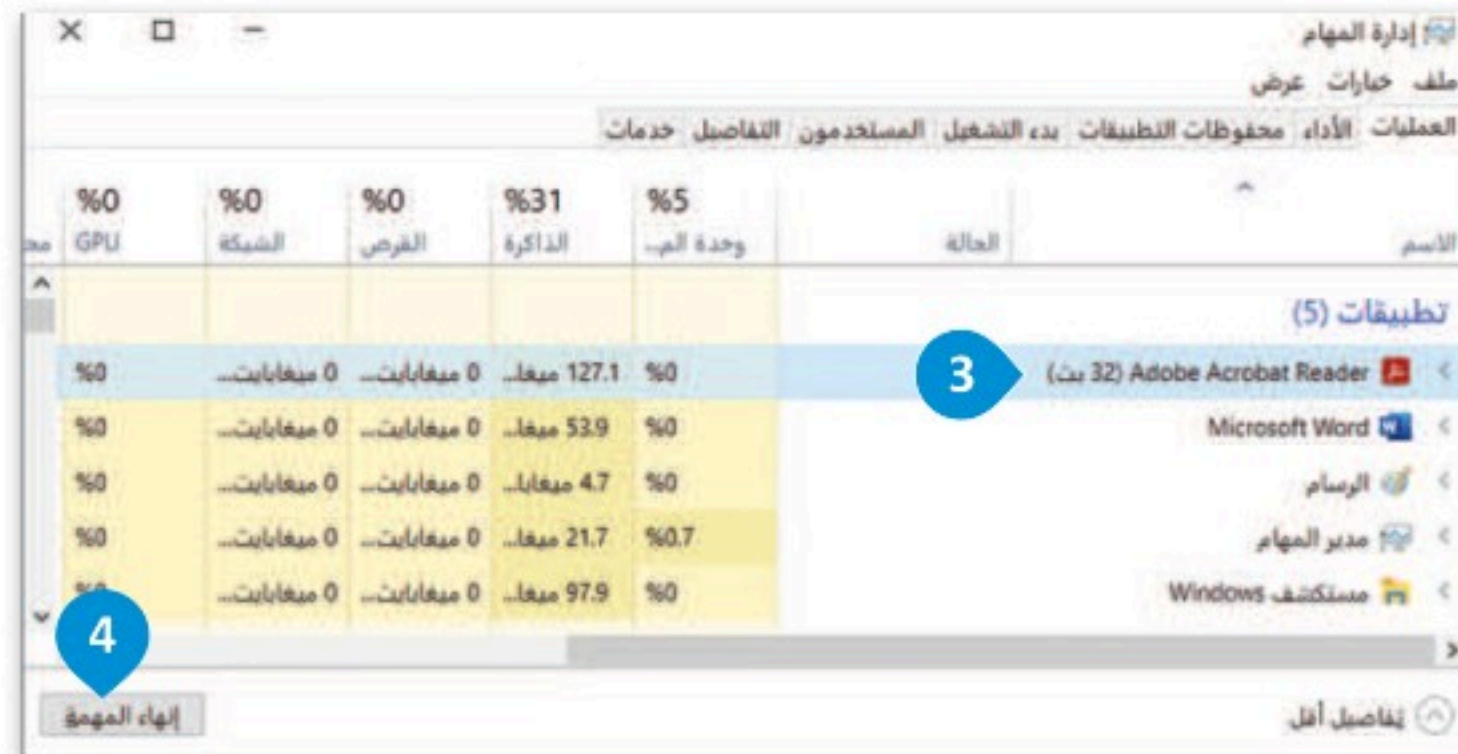 إدارة المهام
ملف خيارات عرض
العمليات الأداء محفوظات التطبيقات بدء التشغيل المستخدمون التفاصيل خدمات
%5 %31 %0 %0 %0
الاسم الحالة وحدة المـ... الذاكرة القرص الشبكة GPU مح
تطبيقات (5)
3
Adobe Acrobat Reader (32 بت) %0 127.1 ميغا... 0 ميغابايت... 0 ميغابايت... %0
Microsoft Word %0 53.9 ميغا... 0 ميغابايت... 0 ميغابايت... %0
الرسام %0 4.7 ميغابا... 0 ميغابايت... 0 ميغابايت... %0
مدير المهام %0.7 21.7 ميغا... 0 ميغابايت... 0 ميغابايت... %0
مستكشف Windows %0 97.9 ميغا... 0 ميغابايت... 0 ميغابايت...
4
تفاصيل أقل إنهاء المهمة